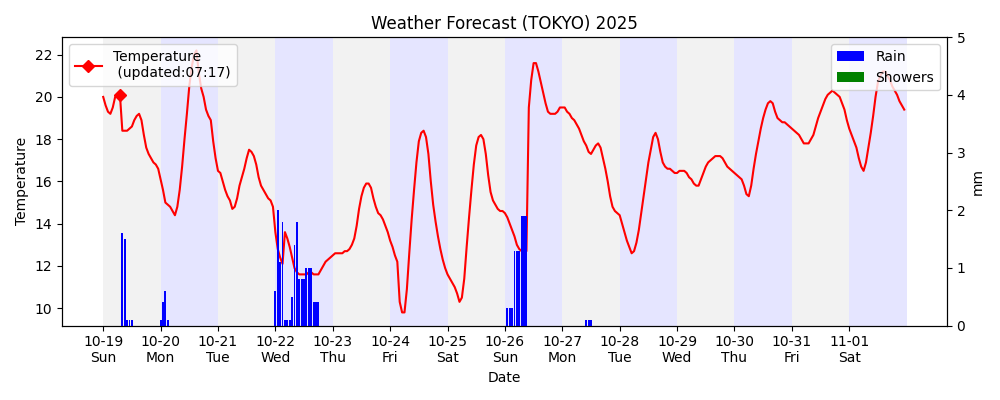 Weather Forecast (TOKYO) 2025
Temperature
(updated:07:17)
Rain
Showers
Temperature
22
20
18
16
14
12
10
5
4
3
2
1
0
mm
10-19 10-20 10-21 10-22 10-23 10-24 10-25 10-26 10-27 10-28 10-29 10-30 10-31 11-01
Sun Mon Tue Wed Thu Fri Sat Sun Mon Tue Wed Thu Fri Sat
Date